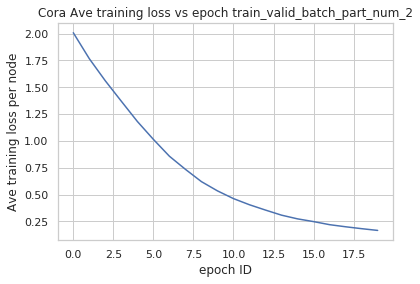 Cora Ave training loss vs epoch train_valid_batch_part_num_2
2.00
1.75
1.50
1.25
1.00
0.75
0.50
0.25
Ave training loss per node
0.0 2.5 5.0 7.5 10.0 12.5 15.0 17.5
epoch ID